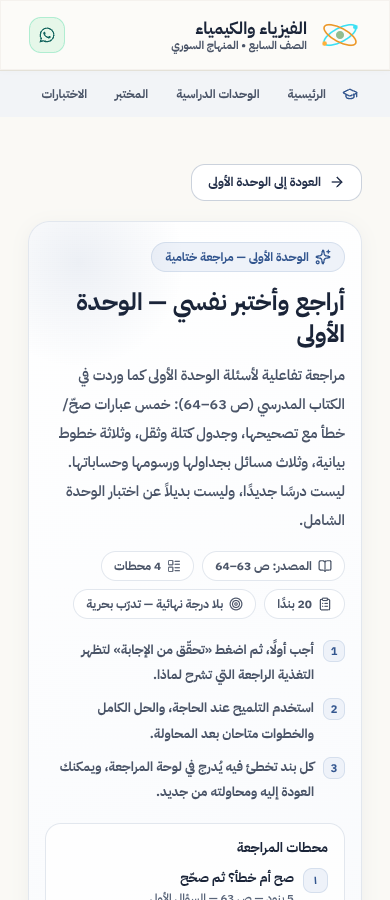 الفيزياء والكيمياء
الصف السابع • المنهاج السوري
الرئيسية
الوحدات الدراسية
المختبر
الاختبارات
العودة إلى الوحدة الأولى
الوحدة الأولى — مراجعة ختامية
أراجع وأختبر نفسي — الوحدة
الأولى
مراجعة تفاعلية لأسئلة الوحدة الأولى كما وردت في
الكتاب المدرسي (ص 63–64): خمس عبارات صحّ/
خطأ مع تصحيحها، وجدول كتلة وثقل، وثلاثة خطوط
بيانية، وثلاث مسائل بجداولها ورسومها وحساباتها.
ليست درسًا جديدًا، وليست بديلاً عن اختبار الوحدة
الشامل.
المصدر: ص 63–64
4 محطات
20 بندًا
بلا درجة نهائية — تدرّب بحرية
1 أجب أولًا، ثم اضغط «تحقّق من الإجابة» لتظهر
التغذية الراجعة التي تشرح لماذا.
2 استخدم التلميح عند الحاجة، والحل الكامل
والخطوات متاحان بعد المحاولة.
3 كل بند تخطئ فيه يُدرج في لوحة المراجعة، ويمكنك
العودة إليه ومحاولته من جديد.
محطات المراجعة
١ صح أم خطأ؟ ثم صحّح
5 بنود — ص 63 — السؤال الأول